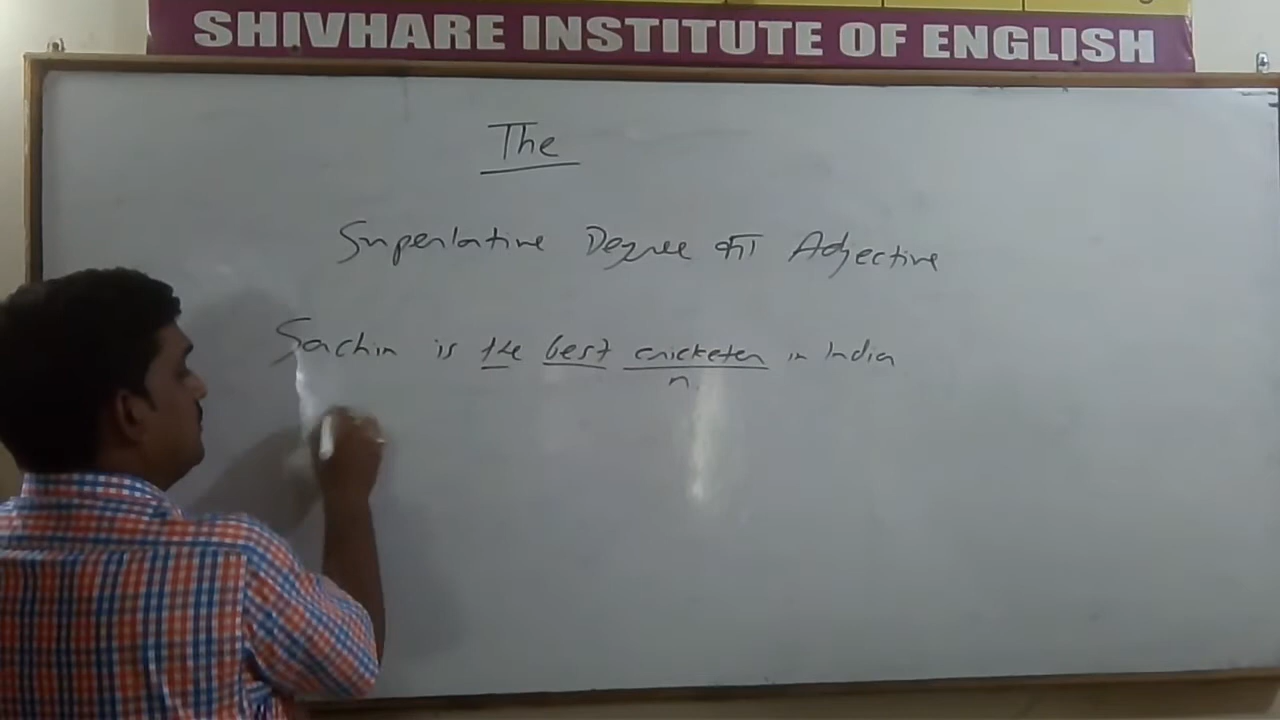 SHIVHARE INSTITUTE OF ENGLISH
The
Superlative Degree का Adjective
Sachin is the best cricketer in India
n